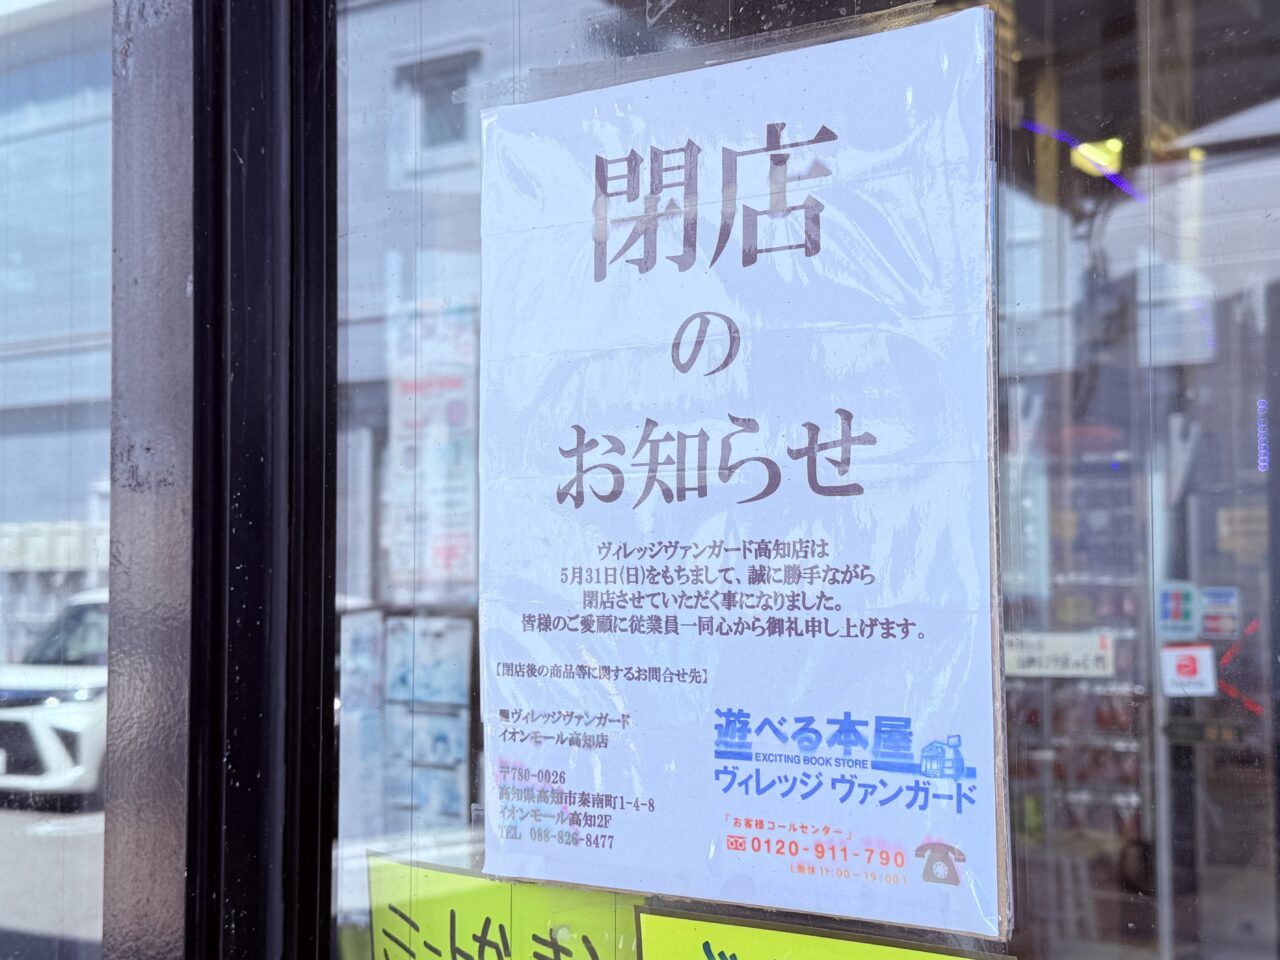 閉店
の
お知らせ
ヴィレッジヴァンガード高知店は
5月31日(日)をもちまして、誠に勝手ながら
閉店させていただく事になりました。
皆様のご愛顧に従業員一同心から御礼申し上げます。
【閉店後の商品等に関するお問合せ先】
ヴィレッジヴァンガード
イオンモール高知店
〒780-0026
高知県高知市秦南町1-4-8
イオンモール高知2F
TEL 088-826-8477
遊べる本屋
EXCITING BOOK STORE
ヴィレッジ ヴァンガード
「お客様コールセンター」
0120-911-790
(無休11:00~19:00)